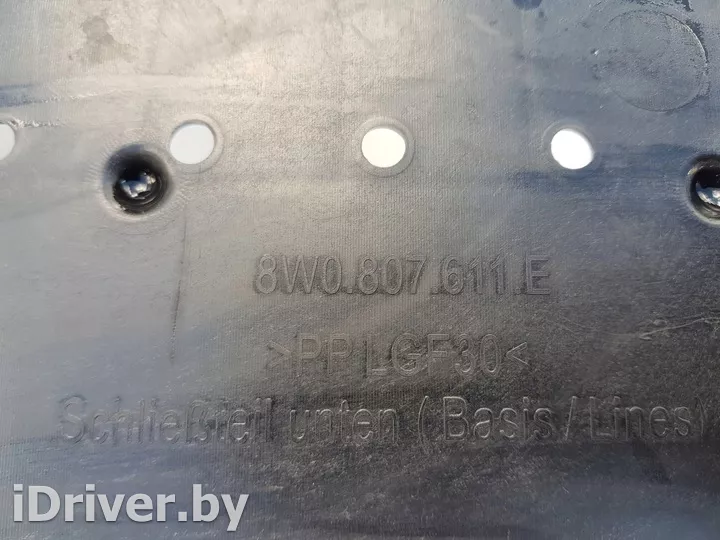 8W0.807.611.E
>PP LGF30<
Schließteil unten (Basis/Lines)
iDriver.by